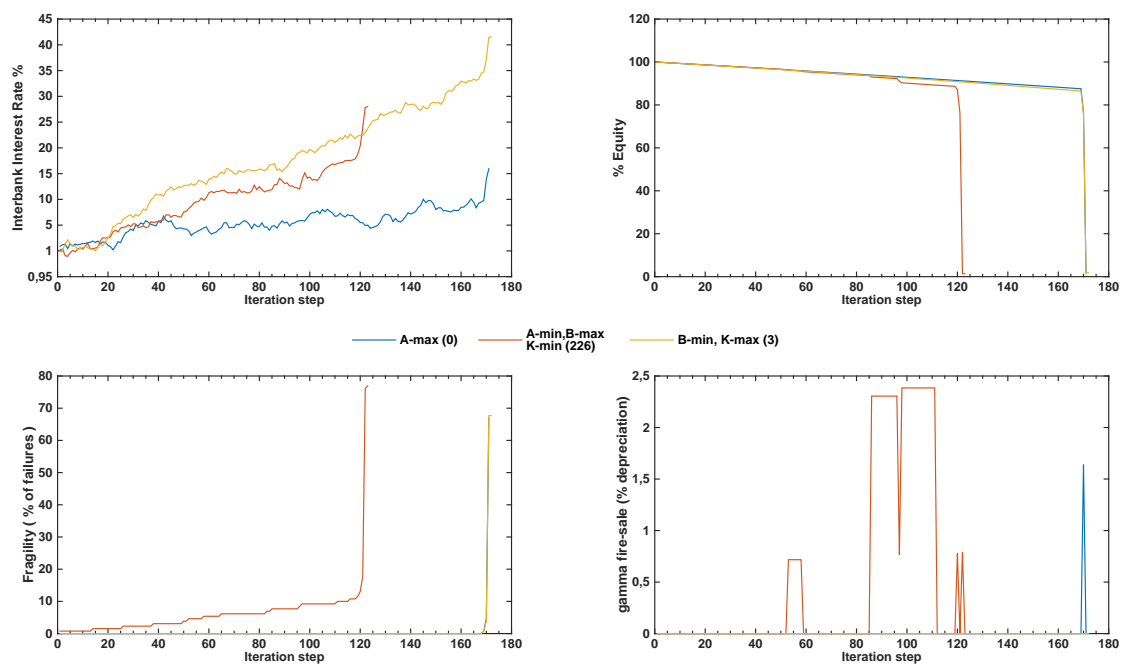 45
40
35
30
25
20
15
10
5
1
0,95
Interbank Interest Rate %
0 20 40 60 80 100 120 140 160 180
Iteration step
120
100
80
60
40
20
0
% Equity
0 20 40 60 80 100 120 140 160 180
Iteration step
A-max (0)
A-min,B-max
K-min (226)
B-min, K-max (3)
80
70
60
50
40
30
20
10
0
Fragility ( % of failures )
0 20 40 60 80 100 120 140 160 180
Iteration step
2,5
2
1,5
1
0,5
0
gamma fire-sale (% depreciation)
0 20 40 60 80 100 120 140 160 180
Iteration step